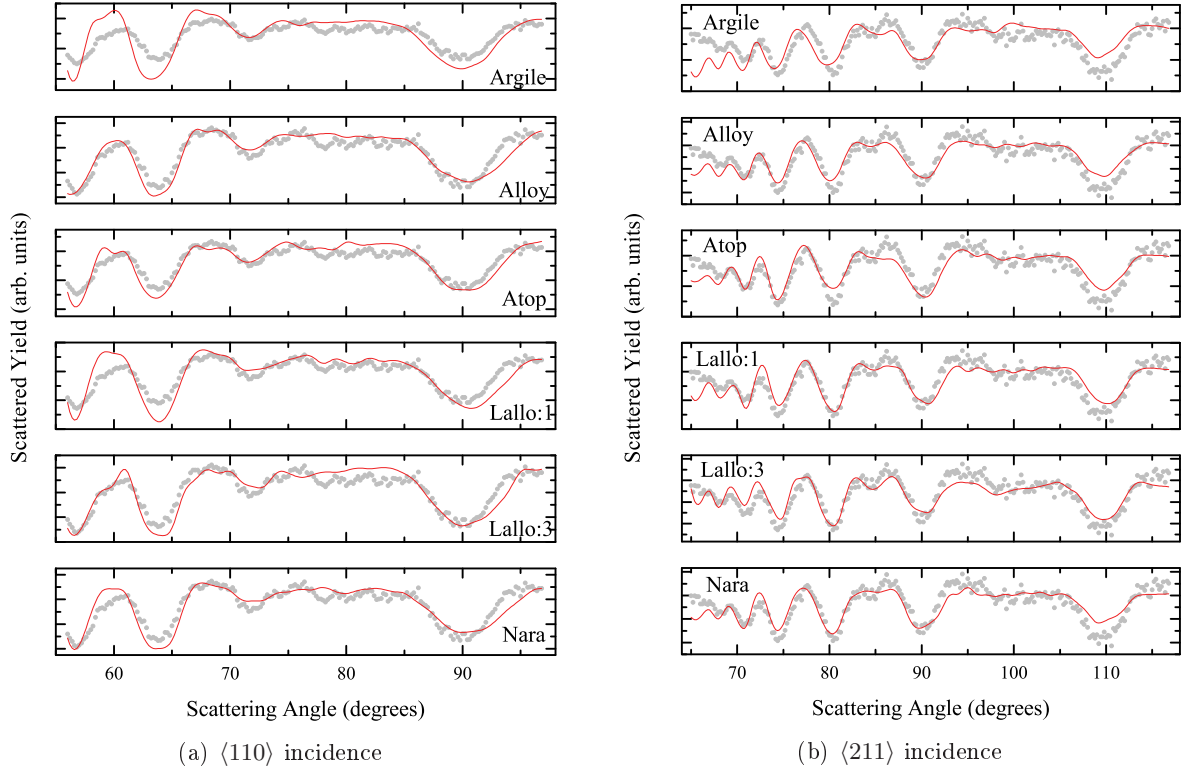 Scattered Yield (arb. units)
Argile
Alloy
Atop
Lallo:1
Lallo:3
Nara
60 70 80 90
Scattering Angle (degrees)
(a) ⟨110⟩ incidence
Scattered Yield (arb. units)
Argile
Alloy
Atop
Lallo:1
Lallo:3
Nara
70 80 90 100 110
Scattering Angle (degrees)
(b) ⟨211⟩ incidence